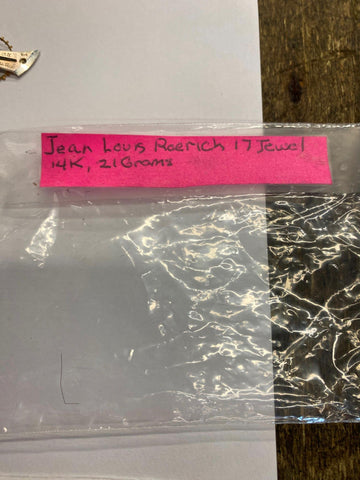 Jean Louis Roerich 17 Jewel
14K, 21 Grams